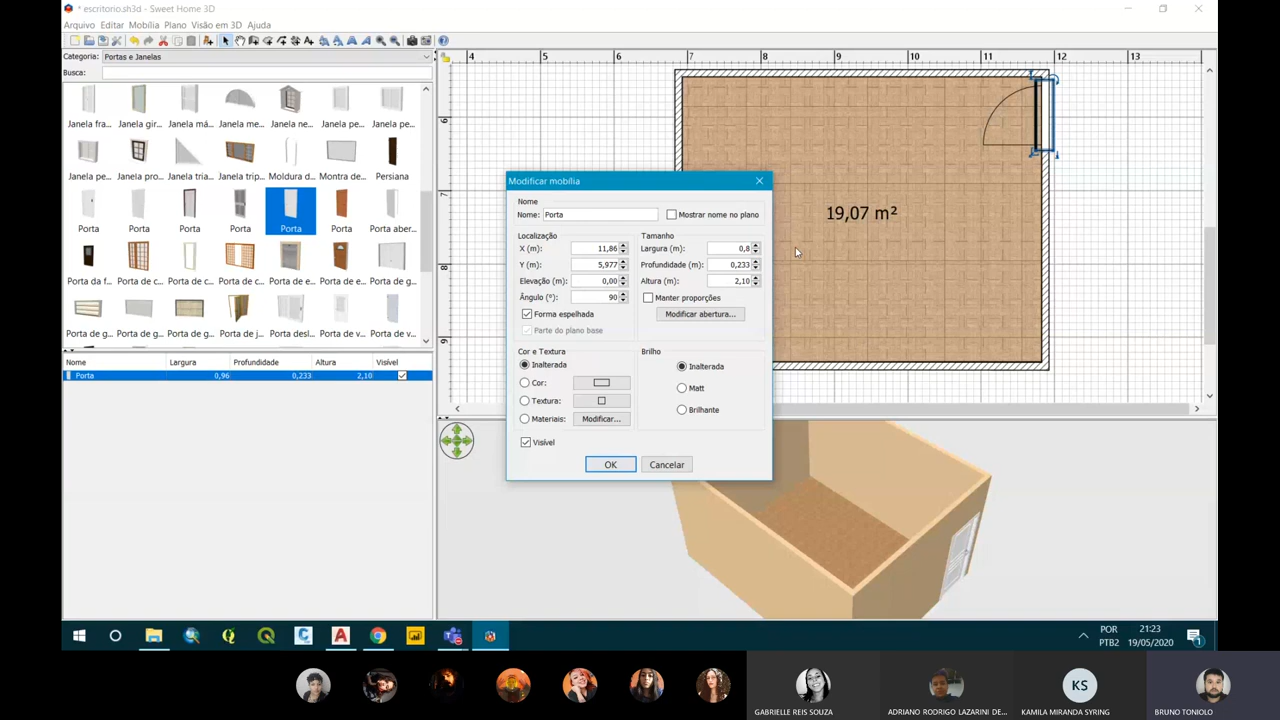 * escritorio.sh3d - Sweet Home 3D
Arquivo Editar Mobília Plano Visão em 3D Ajuda
Categoria: Portas e Janelas
Busca:
4 5 6 7 8 9 10 11 12 13
Janela fra... Janela gir... Janela má... Janela me... Janela ne... Janela pe... Janela pe...
Janela pe... Janela pro... Janela tria... Janela trip... Moldura d... Montra de... Persiana
Porta Porta Porta Porta Porta Porta Porta aber...
Porta da f... Porta de c... Porta de c... Porta de c... Porta de e... Porta de e... Porta de g...
Porta de g... Porta de g... Porta de g... Porta de j... Porta desl... Porta de v... Porta de v...
Nome Largura Profundidade Altura Visível
Porta 0,96 0,233 2,10
6
7
8
9
19,07 m²
Modificar mobília
Nome
Nome: Porta Mostrar nome no plano
Localização
X (m): 11,86
Y (m): 5,977
Elevação (m): 0,00
Ângulo (º): 90
Forma espelhada
Parte do plano base
Tamanho
Largura (m): 0,8
Profundidade (m): 0,233
Altura (m): 2,10
Manter proporções
Modificar abertura...
Cor e Textura
Inalterada
Cor:
Textura:
Materiais: Modificar...
Brilho
Inalterada
Matt
Brilhante
Visível
OK Cancelar
POR
PTB2
21:23
19/05/2020
1
KS
GABRIELLE REIS SOUZA
ADRIANO RODRIGO LAZARINI DE...
KAMILA MIRANDA SYRING
BRUNO TONIOLO